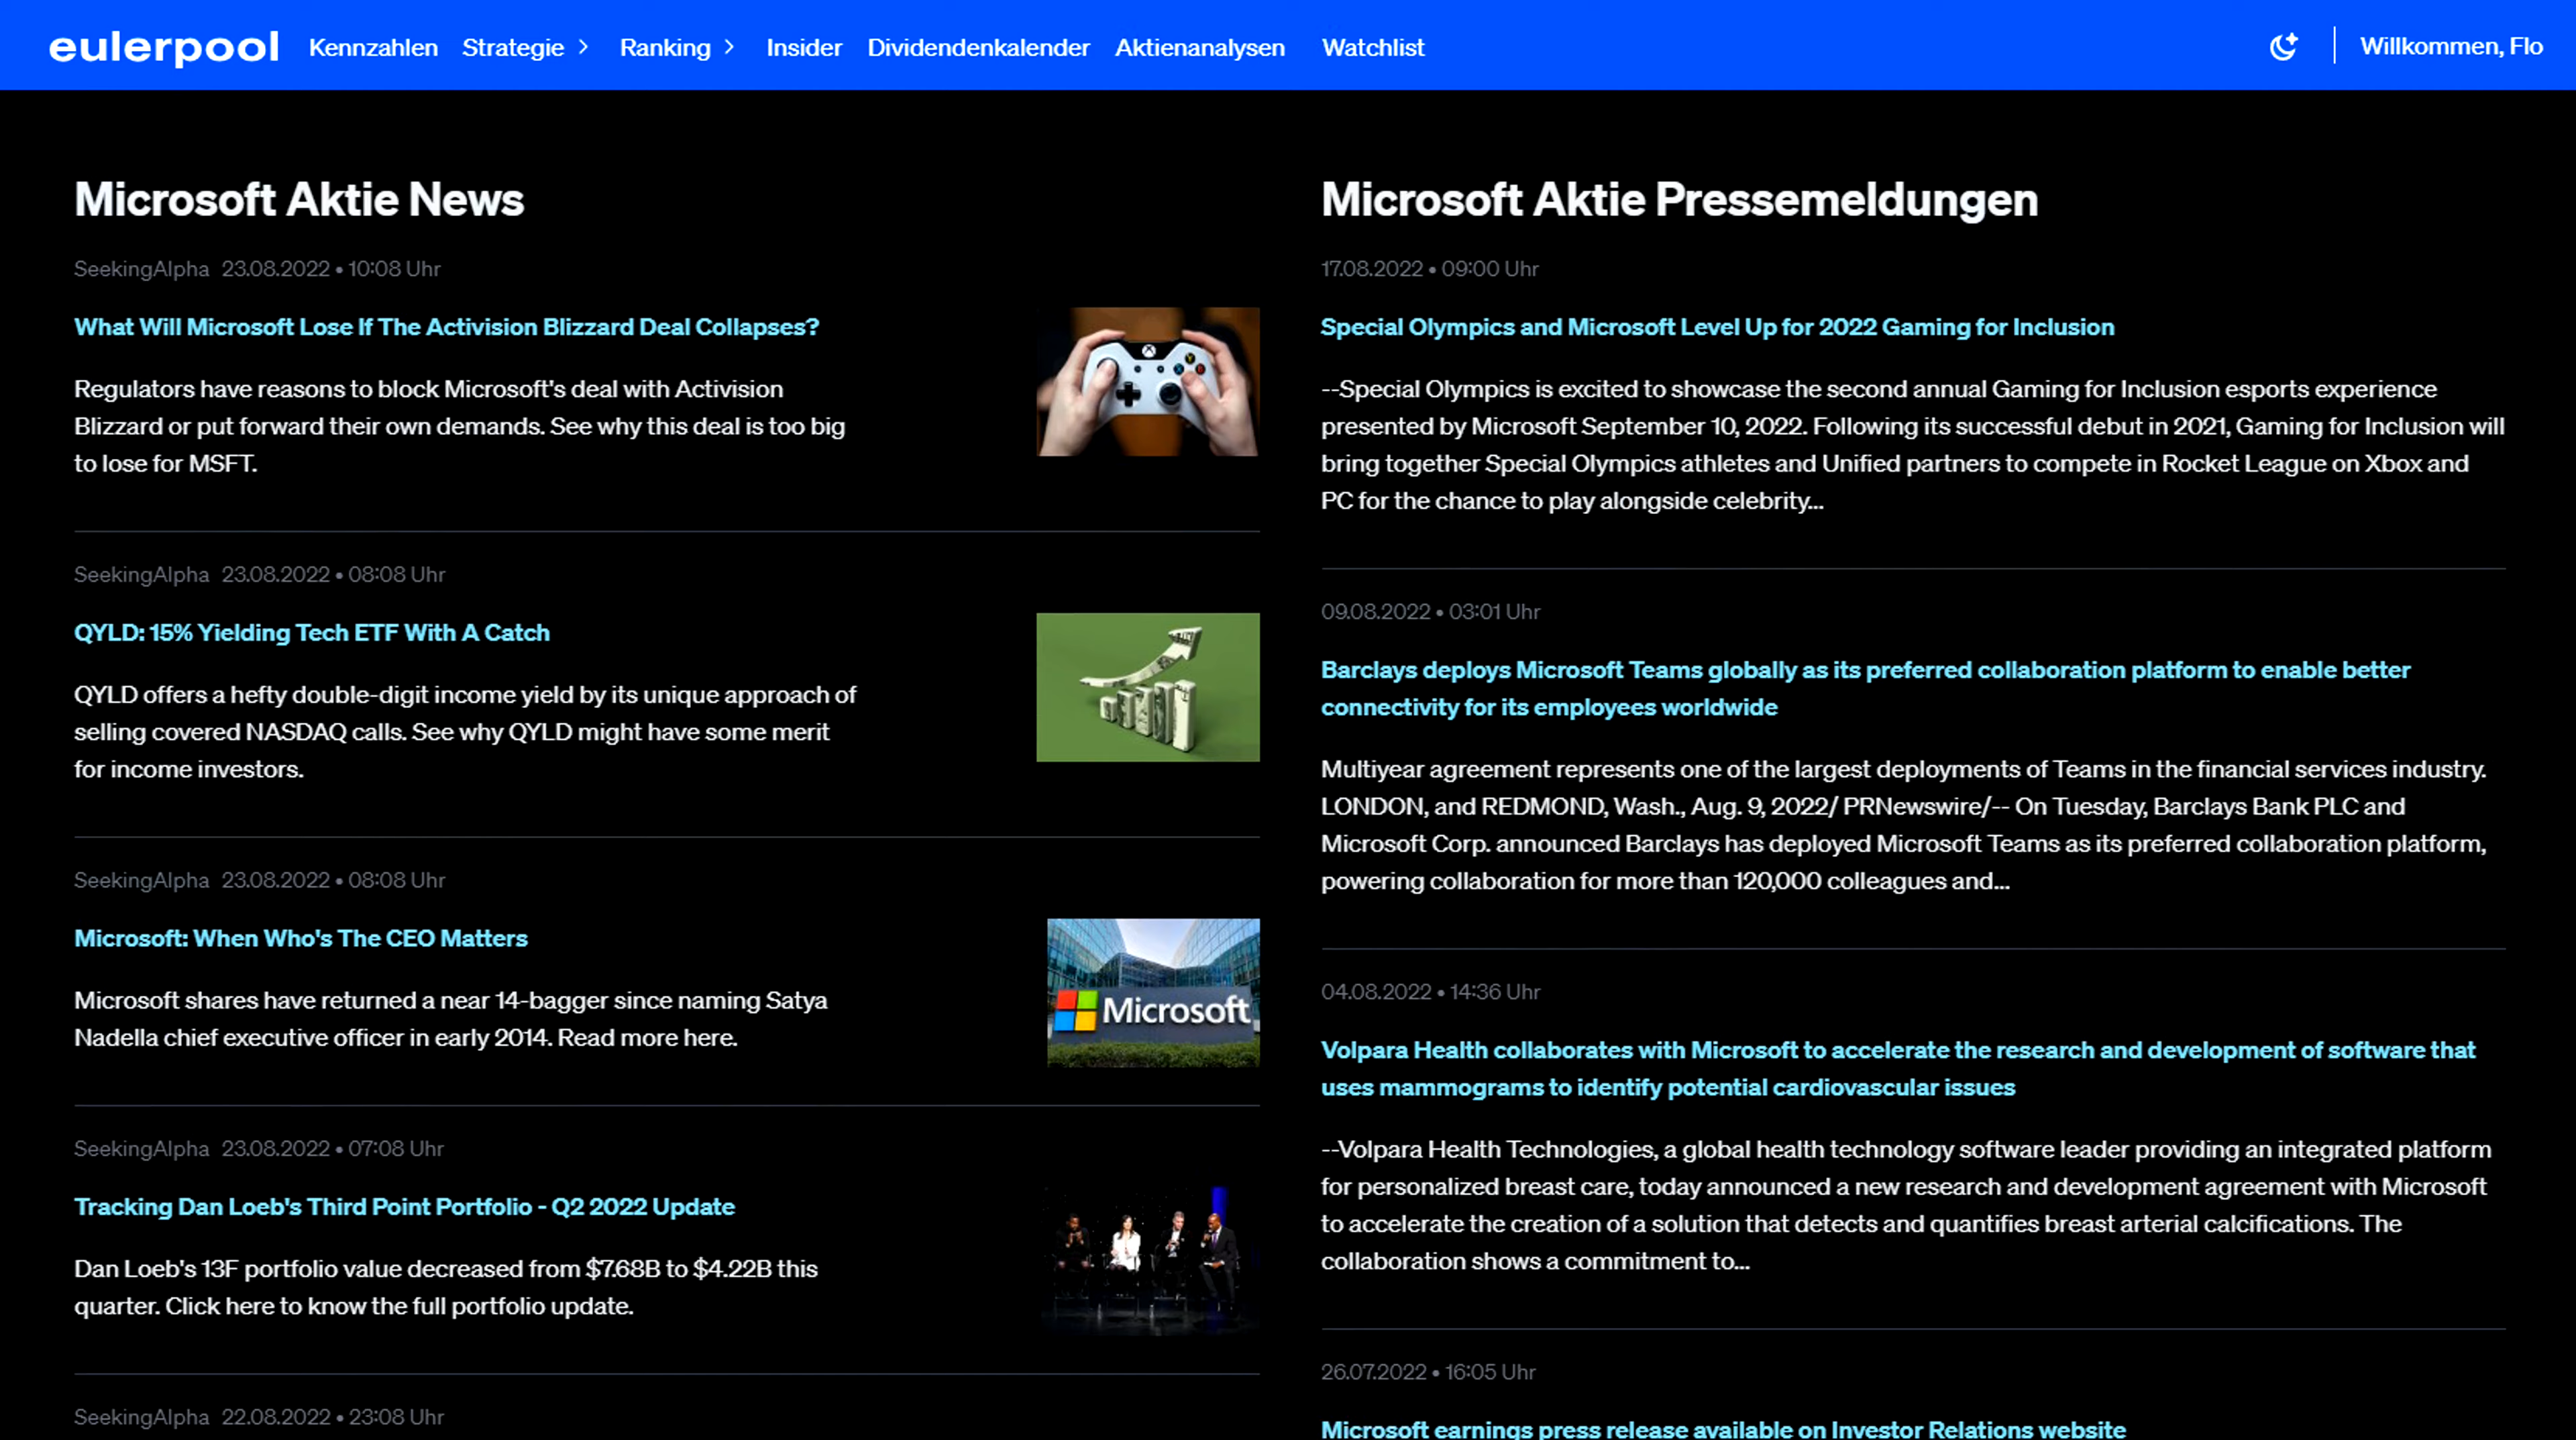 eulerpool
Kennzahlen Strategie Ranking Insider Dividendenkalender Aktienanalysen Watchlist
Willkommen, Flo
Microsoft Aktie News
SeekingAlpha 23.08.2022 • 10:08 Uhr
What Will Microsoft Lose If The Activision Blizzard Deal Collapses?
Regulators have reasons to block Microsoft's deal with Activision
Blizzard or put forward their own demands. See why this deal is too big
to lose for MSFT.
SeekingAlpha 23.08.2022 • 08:08 Uhr
QYLD: 15% Yielding Tech ETF With A Catch
QYLD offers a hefty double-digit income yield by its unique approach of
selling covered NASDAQ calls. See why QYLD might have some merit
for income investors.
SeekingAlpha 23.08.2022 • 08:08 Uhr
Microsoft: When Who's The CEO Matters
Microsoft shares have returned a near 14-bagger since naming Satya
Nadella chief executive officer in early 2014. Read more here.
Microsoft
SeekingAlpha 23.08.2022 • 07:08 Uhr
Tracking Dan Loeb's Third Point Portfolio - Q2 2022 Update
Dan Loeb's 13F portfolio value decreased from $7.68B to $4.22B this
quarter. Click here to know the full portfolio update.
SeekingAlpha 22.08.2022 • 23:08 Uhr
Microsoft Aktie Pressemeldungen
17.08.2022 • 09:00 Uhr
Special Olympics and Microsoft Level Up for 2022 Gaming for Inclusion
--Special Olympics is excited to showcase the second annual Gaming for Inclusion esports experience
presented by Microsoft September 10, 2022. Following its successful debut in 2021, Gaming for Inclusion will
bring together Special Olympics athletes and Unified partners to compete in Rocket League on Xbox and
PC for the chance to play alongside celebrity...
09.08.2022 • 03:01 Uhr
Barclays deploys Microsoft Teams globally as its preferred collaboration platform to enable better
connectivity for its employees worldwide
Multiyear agreement represents one of the largest deployments of Teams in the financial services industry.
LONDON, and REDMOND, Wash., Aug. 9, 2022/ PRNewswire/-- On Tuesday, Barclays Bank PLC and
Microsoft Corp. announced Barclays has deployed Microsoft Teams as its preferred collaboration platform,
powering collaboration for more than 120,000 colleagues and...
04.08.2022 • 14:36 Uhr
Volpara Health collaborates with Microsoft to accelerate the research and development of software that
uses mammograms to identify potential cardiovascular issues
--Volpara Health Technologies, a global health technology software leader providing an integrated platform
for personalized breast care, today announced a new research and development agreement with Microsoft
to accelerate the creation of a solution that detects and quantifies breast arterial calcifications. The
collaboration shows a commitment to...
26.07.2022 • 16:05 Uhr
Microsoft earnings press release available on Investor Relations website